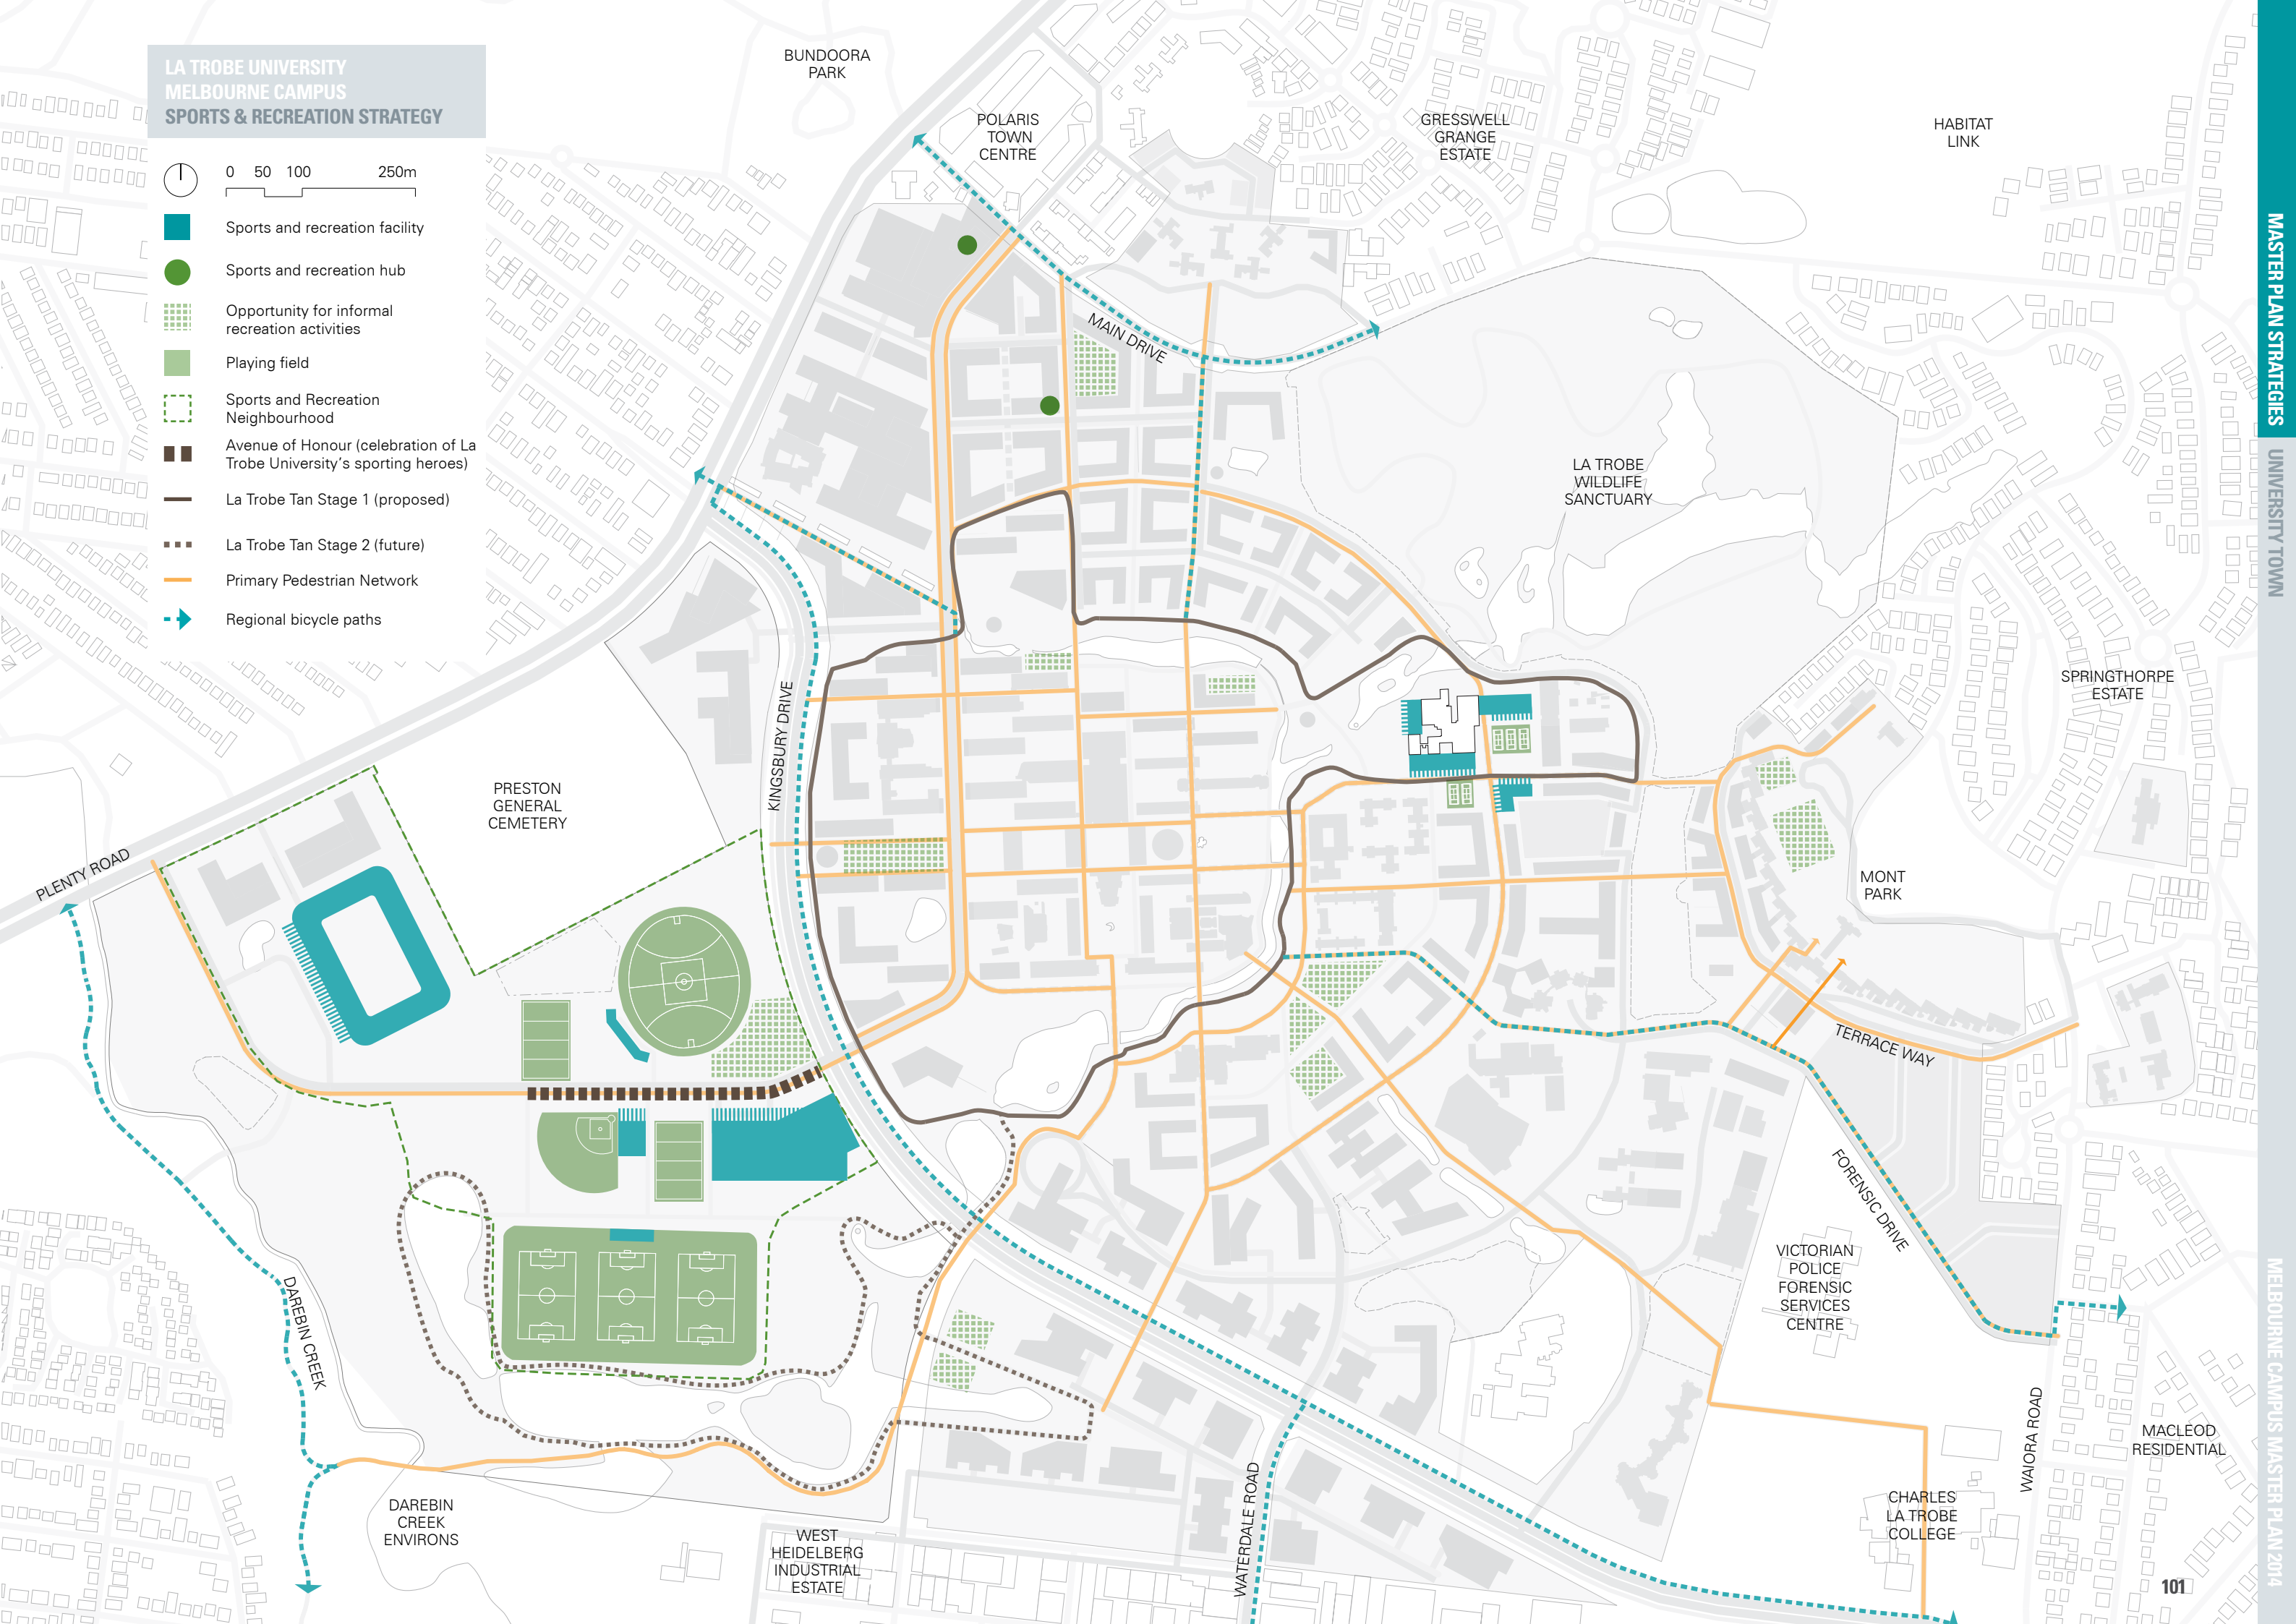 LA TROBE UNIVERSITY
MELBOURNE CAMPUS
SPORTS & RECREATION STRATEGY
0 50 100 250m
Sports and recreation facility
Sports and recreation hub
Opportunity for informal
recreation activities
Playing field
Sports and Recreation
Neighbourhood
Avenue of Honour (celebration of La
Trobe University's sporting heroes)
La Trobe Tan Stage 1 (proposed)
La Trobe Tan Stage 2 (future)
Primary Pedestrian Network
Regional bicycle paths
BUNDOORA
PARK
POLARIS
TOWN
CENTRE
GRESSWELL
GRANGE
ESTATE
HABITAT
LINK
MAIN DRIVE
LA TROBE
WILDLIFE
SANCTUARY
SPRINGTHORPE
ESTATE
KINGSBURY DRIVE
PRESTON
GENERAL
CEMETERY
PLENTY ROAD
MONT
PARK
TERRACE WAY
FORENSIC DRIVE
VICTORIAN
POLICE
FORENSIC
SERVICES
CENTRE
DAREBIN CREEK
WAIORA ROAD
MACLEOD
RESIDENTIAL
DAREBIN
CREEK
ENVIRONS
WEST
HEIDELBERG
INDUSTRIAL
ESTATE
WATERDALE ROAD
CHARLES
LA TROBE
COLLEGE
MASTER PLAN STRATEGIES
UNIVERSITY TOWN
MELBOURNE CAMPUS MASTER PLAN 2014
101